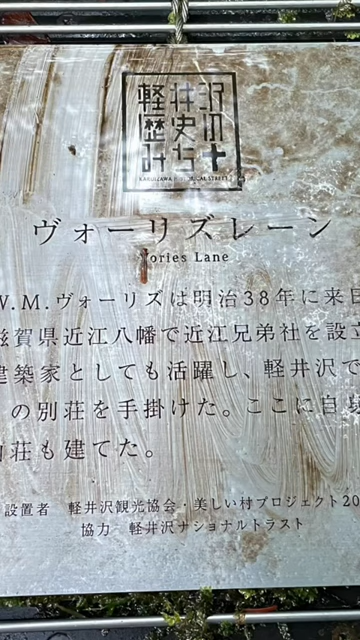 軽井沢
歴史
みち
KARUIZAWA HISTORICAL STREET
ヴォーリズレーン
Vories Lane
W.M.ヴォーリズは明治38年に来日
滋賀県近江八幡で近江兄弟社を設立
建築家としても活躍し、軽井沢で
の別荘を手掛けた。ここに自身
荘も建てた。
設置者 軽井沢観光協会・美しい村プロジェクト20
協力 軽井沢ナショナルトラスト